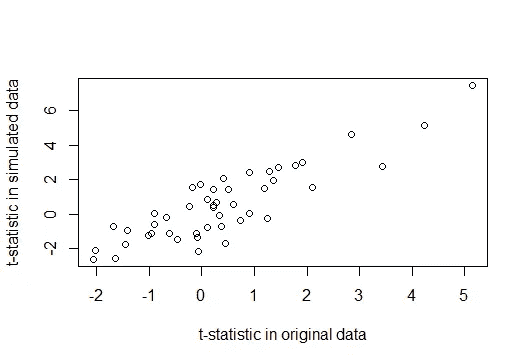 t-statistic in simulated data
6
4
2
0
-2
-2 -1 0 1 2 3 4 5
t-statistic in original data